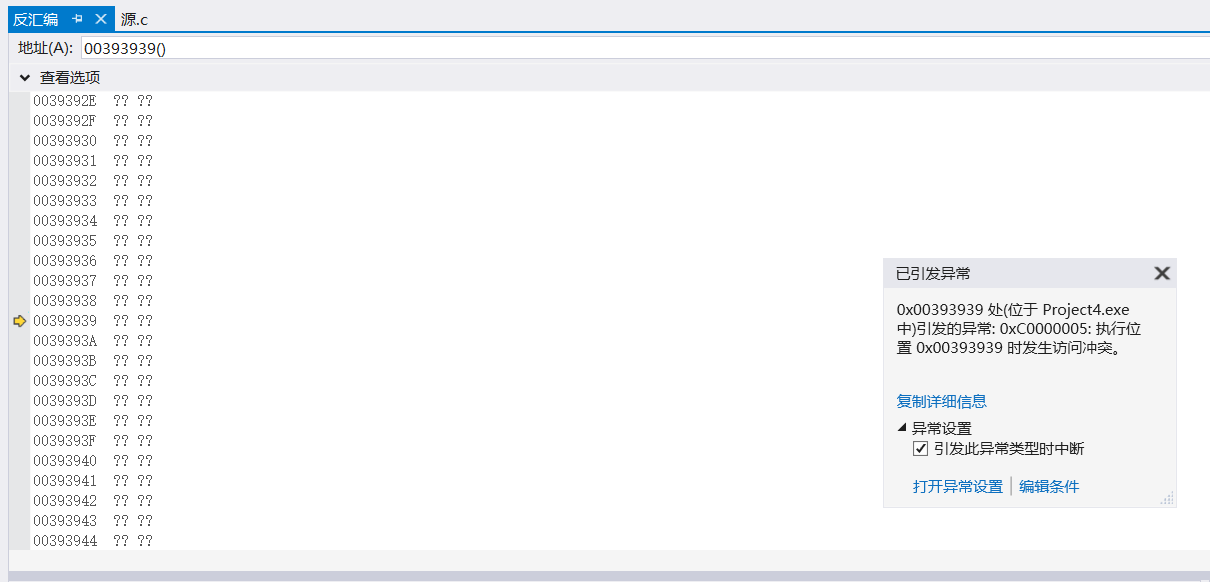 反汇编 源.c
地址(A): 00393939()
查看选项
0039392E ?? ??
0039392F ?? ??
00393930 ?? ??
00393931 ?? ??
00393932 ?? ??
00393933 ?? ??
00393934 ?? ??
00393935 ?? ??
00393936 ?? ??
00393937 ?? ??
00393938 ?? ??
00393939 ?? ??
0039393A ?? ??
0039393B ?? ??
0039393C ?? ??
0039393D ?? ??
0039393E ?? ??
0039393F ?? ??
00393940 ?? ??
00393941 ?? ??
00393942 ?? ??
00393943 ?? ??
00393944 ?? ??
已引发异常
0x00393939 处(位于 Project4.exe
中)引发的异常: 0xC0000005: 执行位
置 0x00393939 时发生访问冲突。
复制详细信息
异常设置
引发此异常类型时中断
打开异常设置 编辑条件